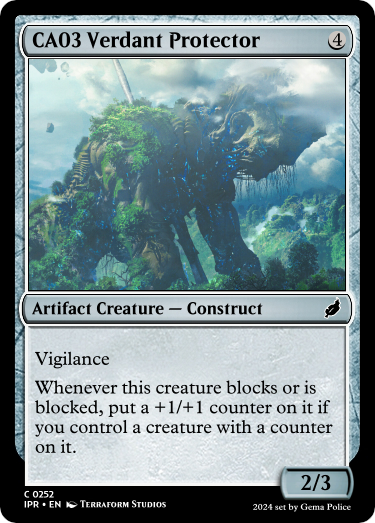 CA03 Verdant Protector 4
Artifact Creature — Construct
Vigilance
Whenever this creature blocks or is
blocked, put a +1/+1 counter on it if
you control a creature with a counter
on it.
2/3
C 0252
IPR • EN Terraform Studios
2024 set by Gema Police